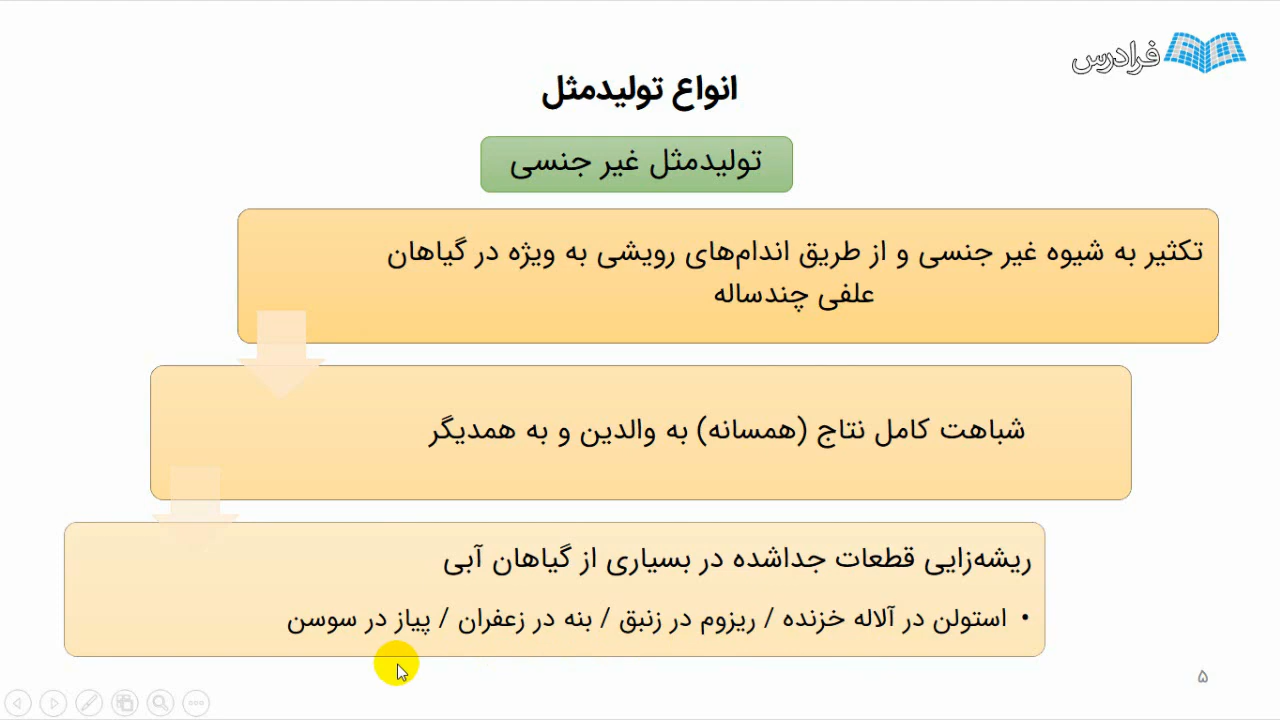 فرادرس
انواع تولیدمثل
تولیدمثل غیر جنسی
تکثیر به شیوه غیر جنسی و از طریق اندام‌های رویشی به ویژه در گیاهان
علفی چندساله
شباهت کامل نتاج (همسانه) به والدین و به همدیگر
ریشه‌زایی قطعات جداشده در بسیاری از گیاهان آبی
• استولن در آلاله خزنده / ریزوم در زنبق / بنه در زعفران / پیاز در سوسن
۵